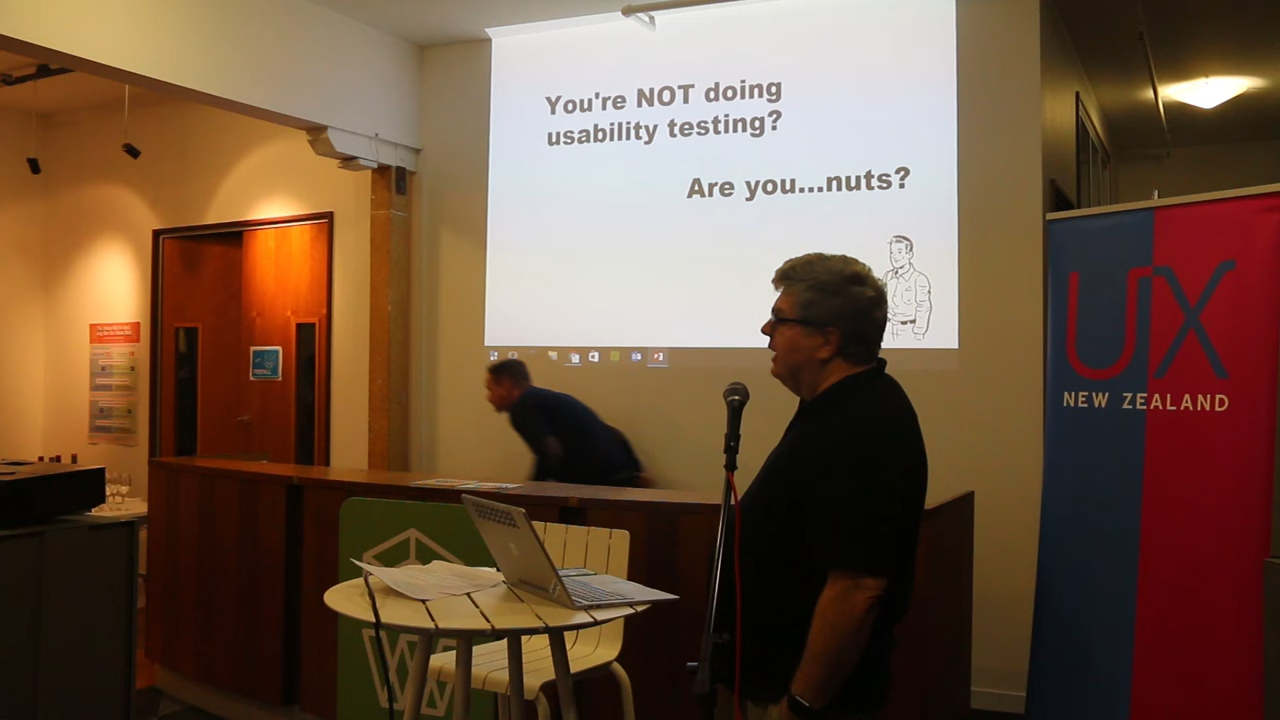 You're NOT doing
usability testing?
Are you...nuts?
UX
NEW ZEALAND